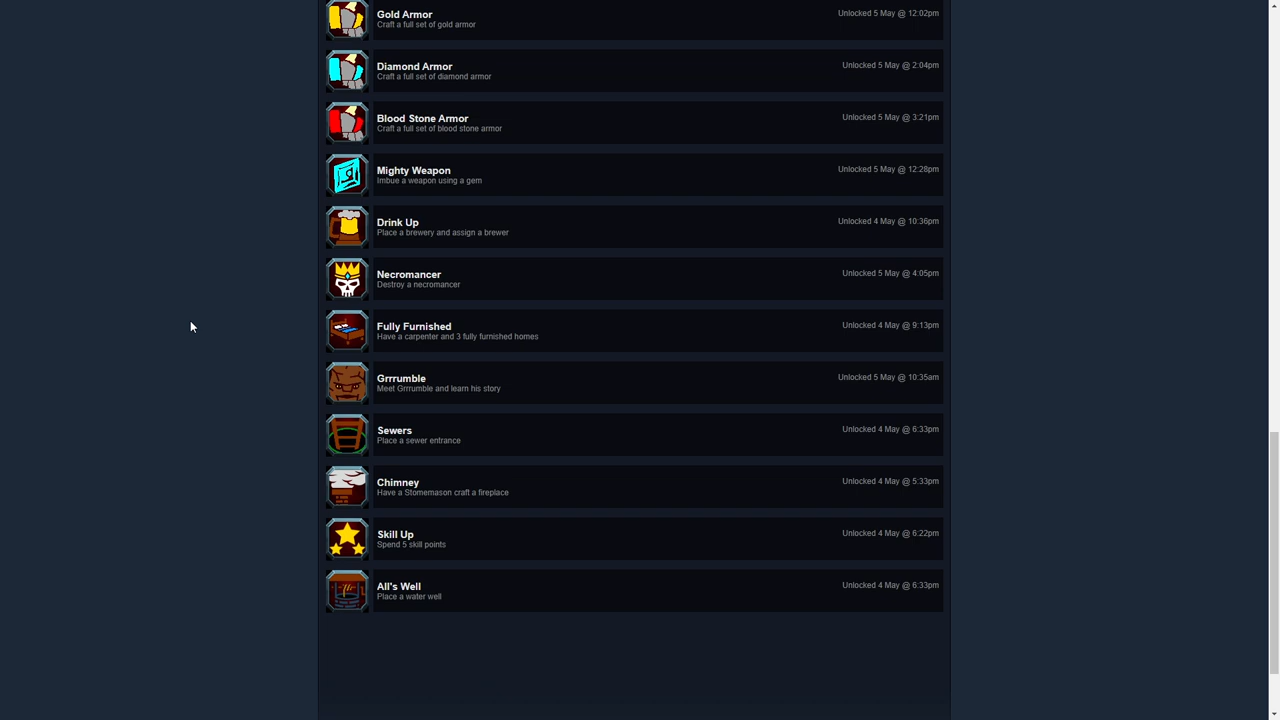 Gold Armor
Craft a full set of gold armor
Unlocked 5 May @ 12:02pm
Diamond Armor
Craft a full set of diamond armor
Unlocked 5 May @ 2:04pm
Blood Stone Armor
Craft a full set of blood stone armor
Unlocked 5 May @ 3:21pm
Mighty Weapon
Imbue a weapon using a gem
Unlocked 5 May @ 12:28pm
Drink Up
Place a brewery and assign a brewer
Unlocked 4 May @ 10:36pm
Necromancer
Destroy a necromancer
Unlocked 5 May @ 4:05pm
Fully Furnished
Have a carpenter and 3 fully furnished homes
Unlocked 4 May @ 9:13pm
Grrrumble
Meet Grrrumble and learn his story
Unlocked 5 May @ 10:35am
Sewers
Place a sewer entrance
Unlocked 4 May @ 6:33pm
Chimney
Have a Stomemason craft a fireplace
Unlocked 4 May @ 5:33pm
Skill Up
Spend 5 skill points
Unlocked 4 May @ 6:22pm
All's Well
Place a water well
Unlocked 4 May @ 6:33pm